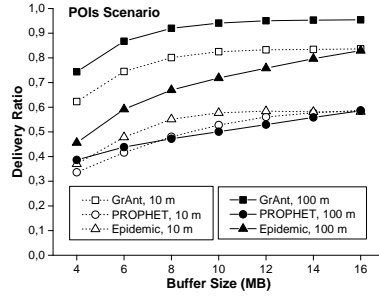 POIs Scenario
1,0
0,9
0,8
0,7
0,6
0,5
0,4
0,3
0,2
0,1
0,0
Delivery Ratio
GrAnt, 10 m
PROPHET, 10 m
Epidemic, 10 m
GrAnt, 100 m
PROPHET, 100 m
Epidemic, 100 m
4 6 8 10 12 14 16
Buffer Size (MB)